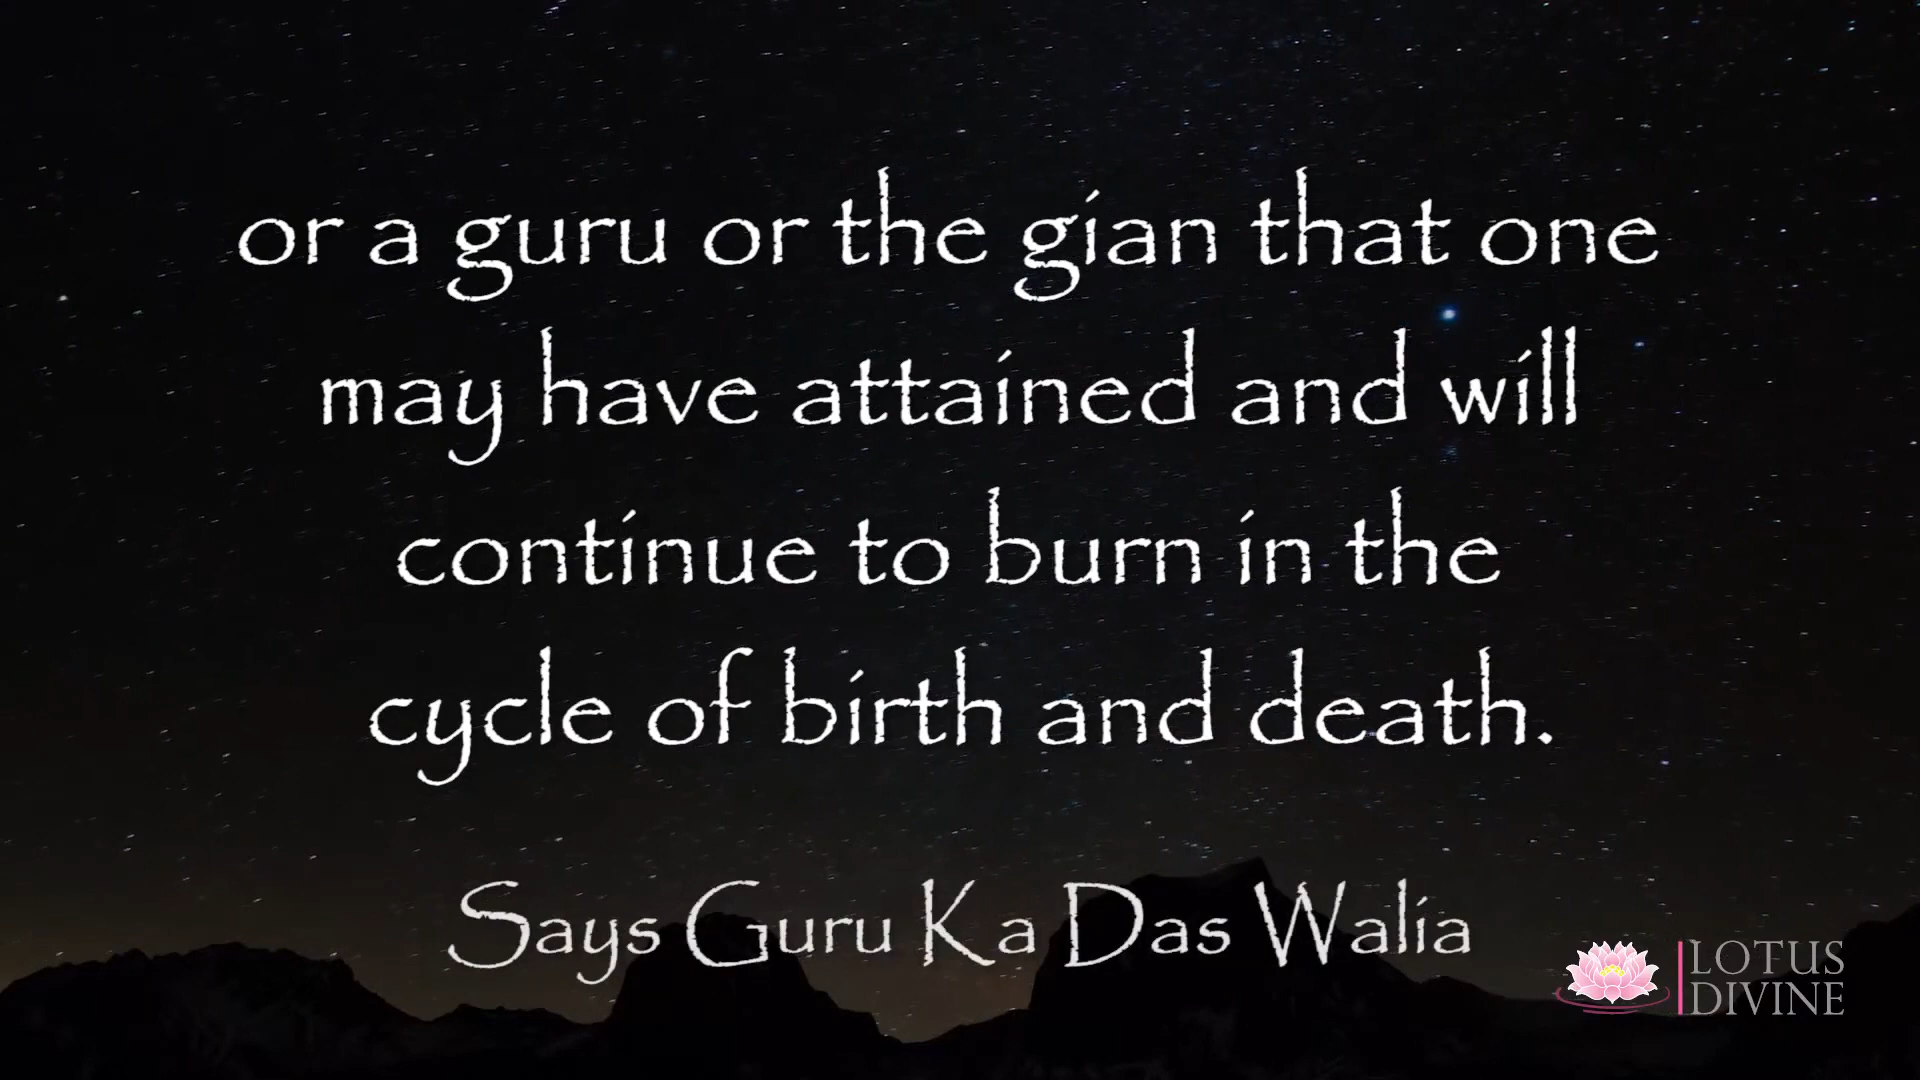 or a guru or the gian that one
may have attained and will
continue to burn in the
cycle of birth and death.
Says Guru Ka Das Walia
LOTUS
DIVINE